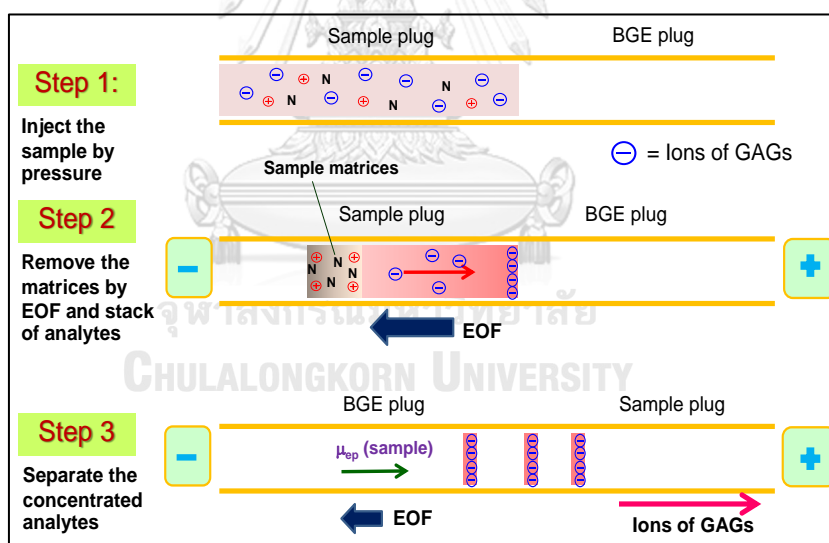 Sample plug BGE plug
Step 1:
N N
N N N
Inject the
sample by
pressure
⊖ = Ions of GAGs
Sample matrices
Step 2
Sample plug BGE plug
Remove the
matrices by
EOF and stack
of analytes
− +
N
N N
N
EOF
จุฬาลงกรณ์มหาวิทยาลัย
CHULALONGKORN UNIVERSITY
BGE plug Sample plug
Step 3
Separate the
concentrated
analytes
− +
μep (sample)
EOF
Ions of GAGs